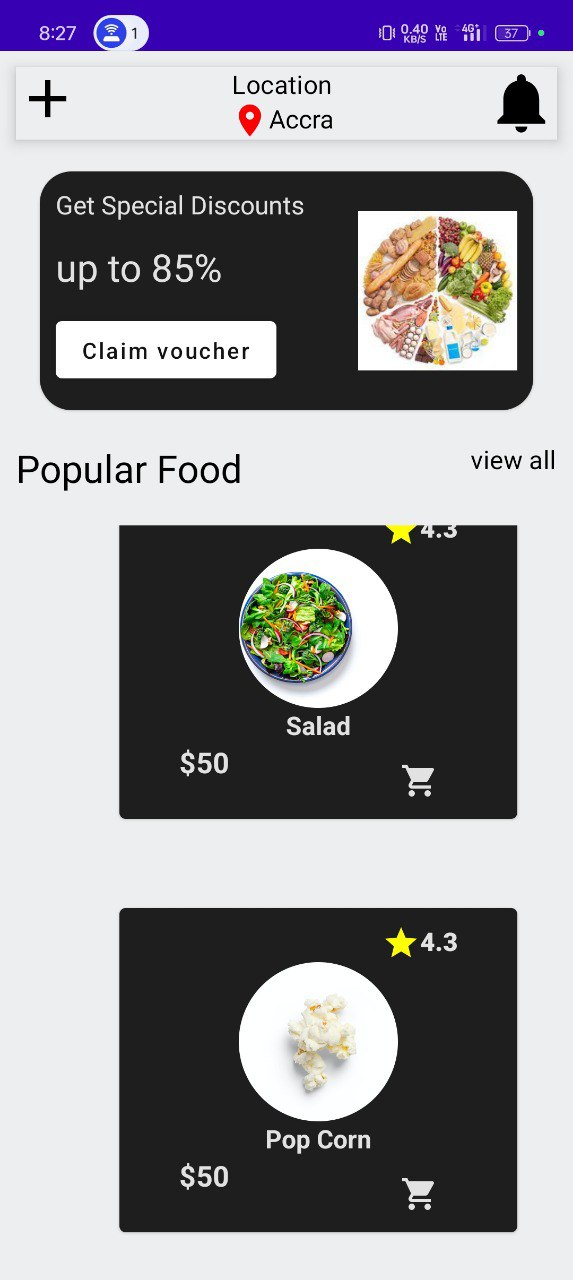 8:27 1 0.40 KB/S Vo LTE 4G+ 37
Location
Accra
Get Special Discounts
up to 85%
Claim voucher
Popular Food
view all
4.3
Salad
$50
4.3
Pop Corn
$50